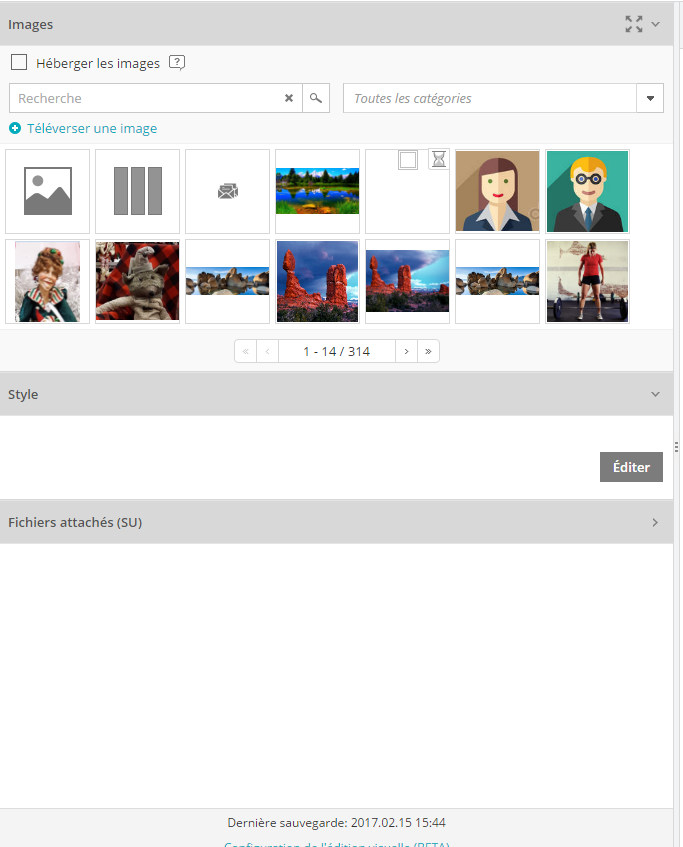 Images
Héberger les images ?
Recherche
Toutes les catégories
Téléverser une image
« ‹ 1 - 14 / 314 › »
Style
Éditer
Fichiers attachés (SU)
Dernière sauvegarde: 2017.02.15 15:44
Configuration de l'édition visuelle (BETA)